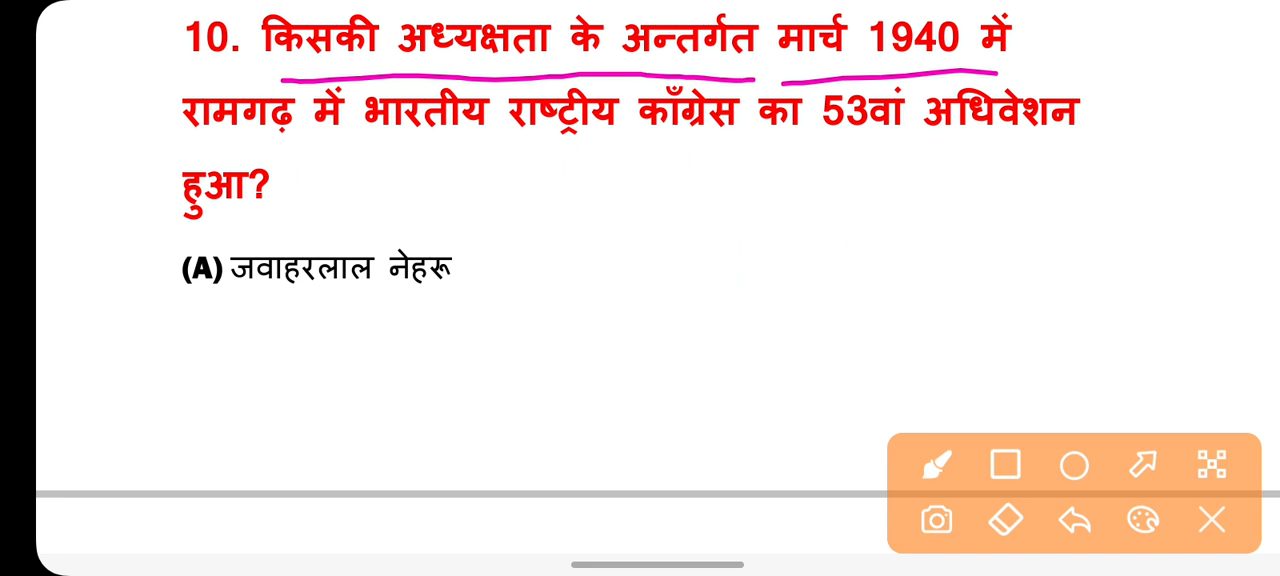 10. किसकी अध्यक्षता के अन्तर्गत मार्च 1940 में
रामगढ़ में भारतीय राष्ट्रीय काँग्रेस का 53वां अधिवेशन
हुआ?
(A) जवाहरलाल नेहरू